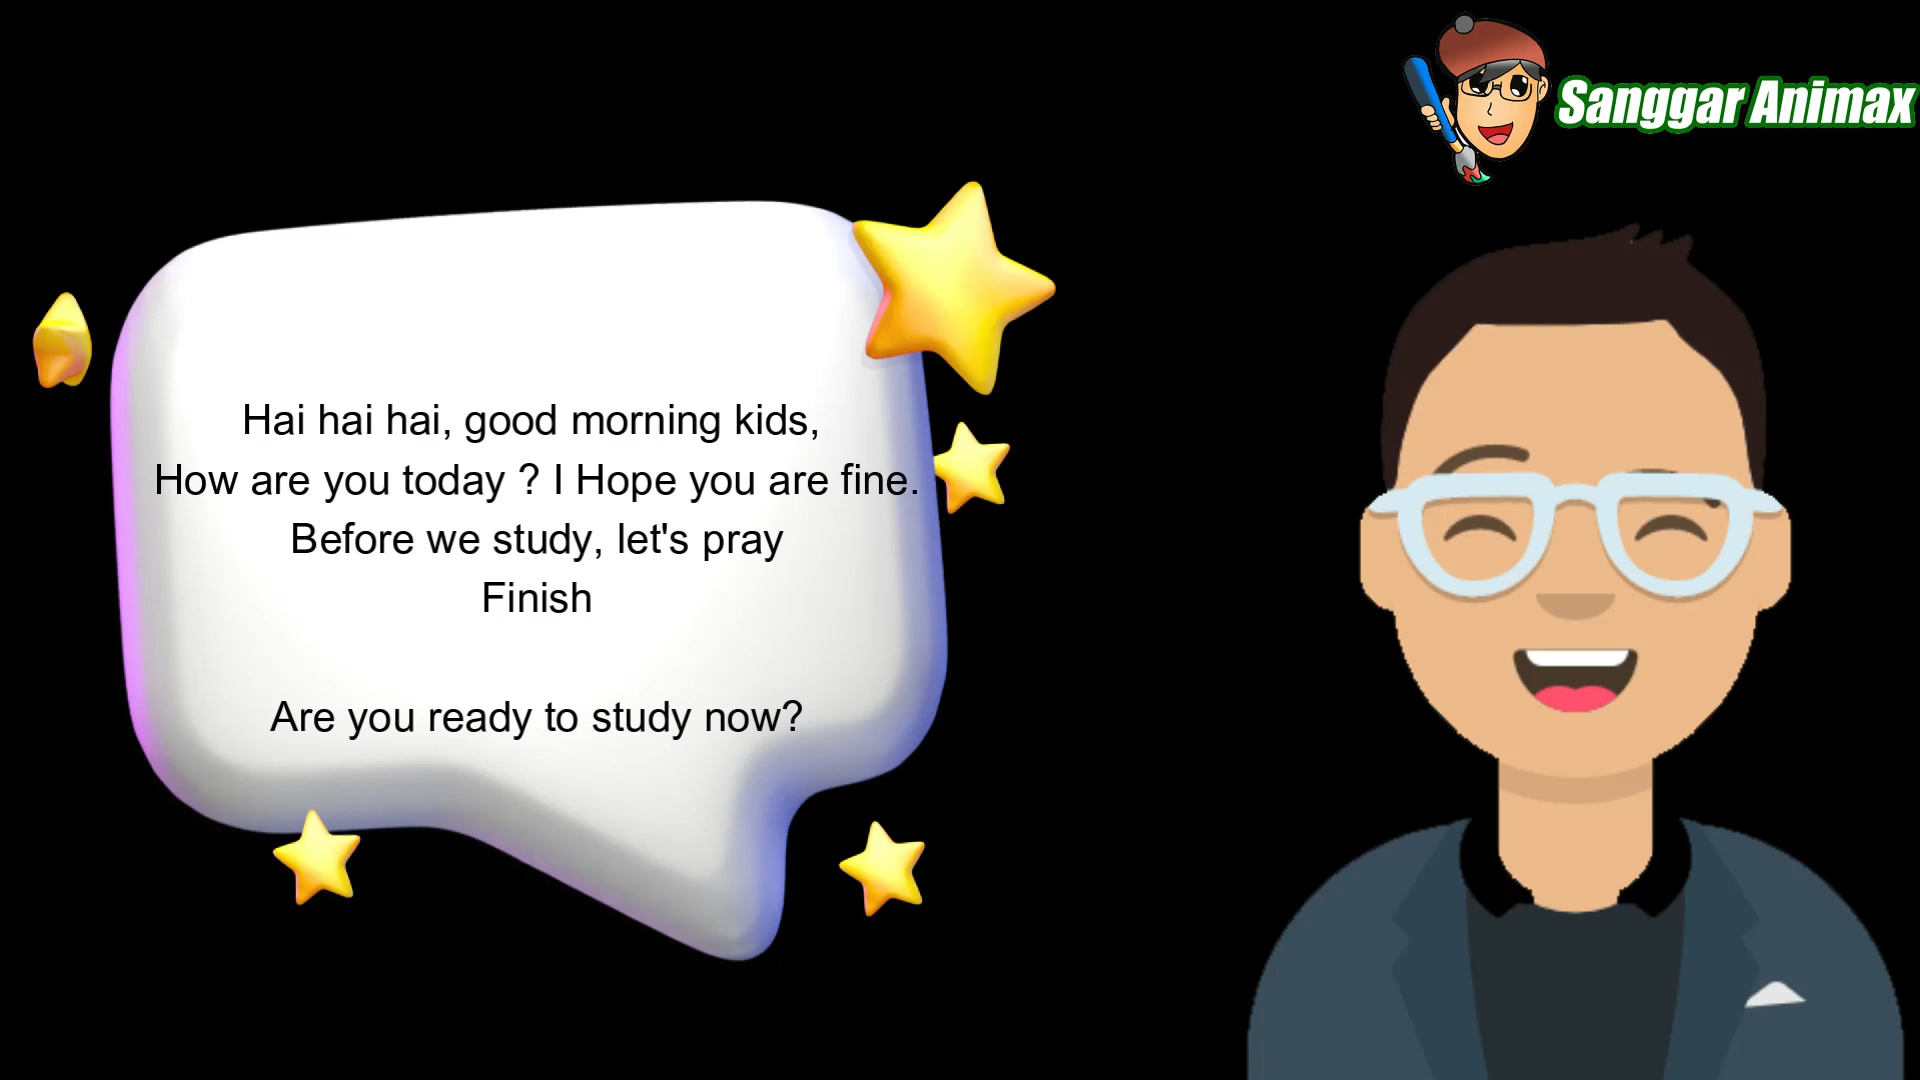 Sanggar Animax
Hai hai hai, good morning kids,
How are you today ? I Hope you are fine.
Before we study, let's pray
Finish
Are you ready to study now?